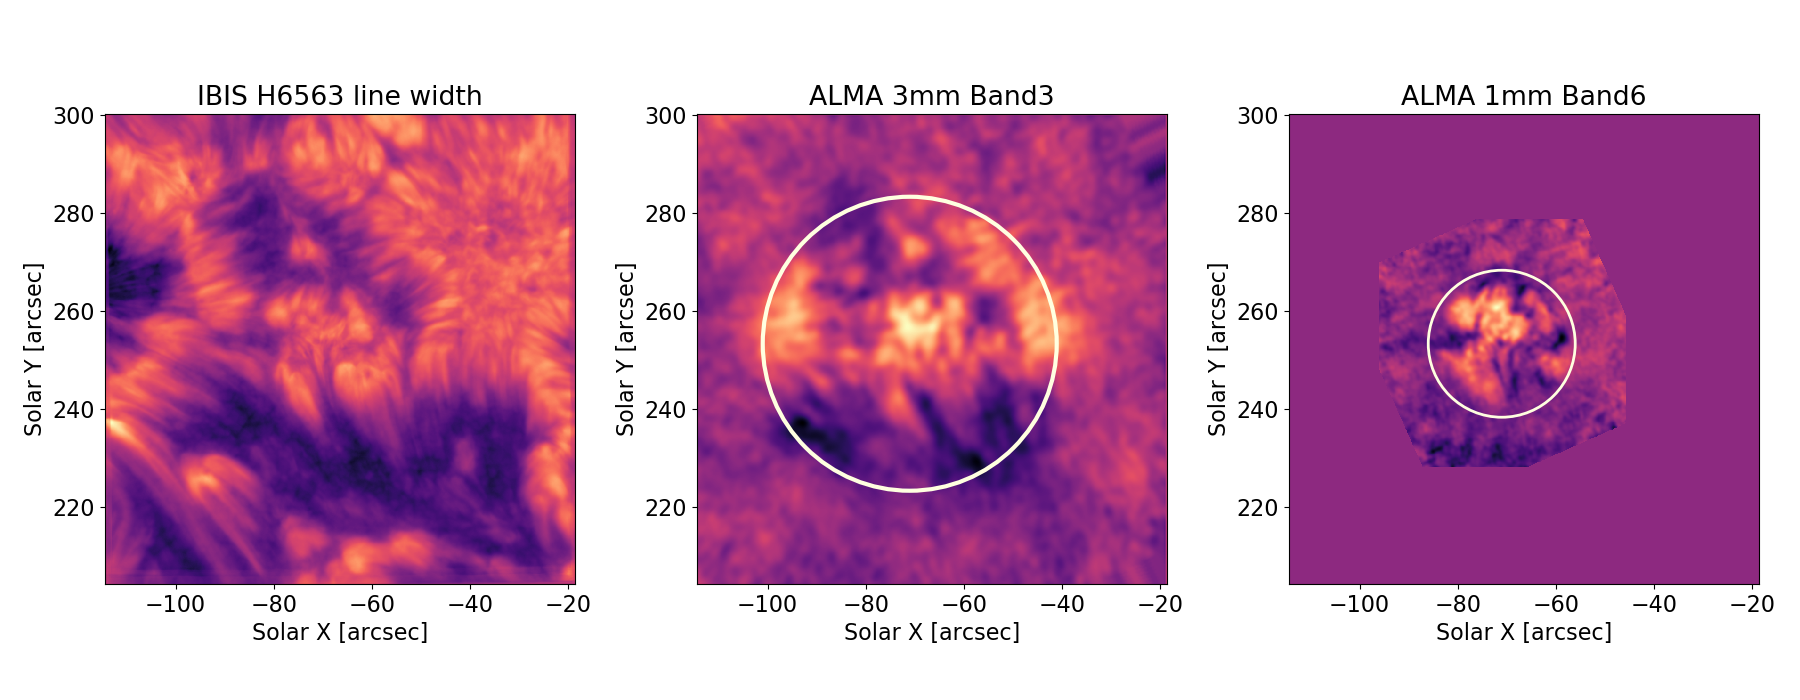 IBIS H6563 line width
300
280
260
240
220
Solar Y [arcsec]
−100 −80 −60 −40 −20
Solar X [arcsec]
ALMA 3mm Band3
300
280
260
240
220
Solar Y [arcsec]
−100 −80 −60 −40 −20
Solar X [arcsec]
ALMA 1mm Band6
300
280
260
240
220
Solar Y [arcsec]
−100 −80 −60 −40 −20
Solar X [arcsec]